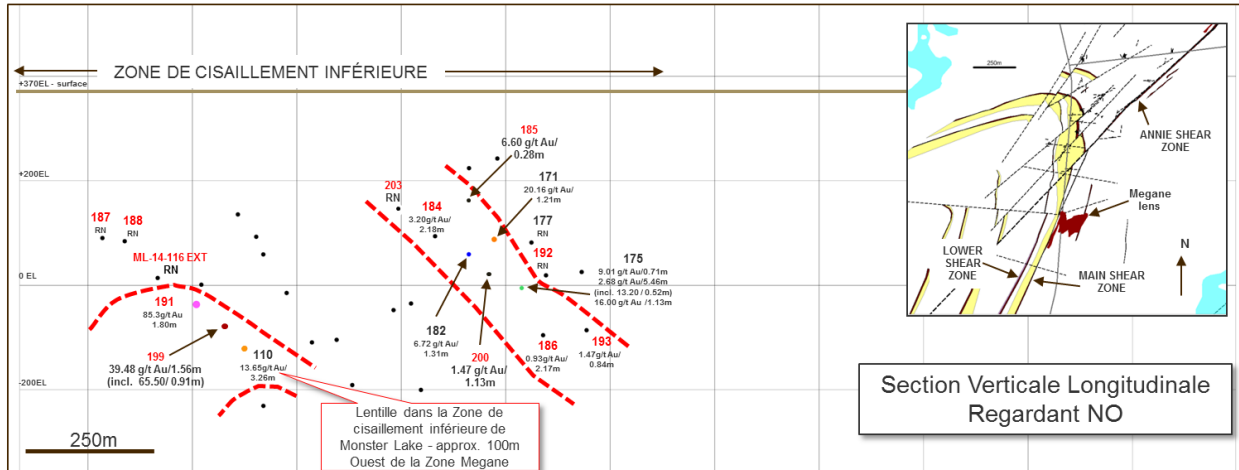 ZONE DE CISAILLEMENT INFÉRIEURE
+370EL - surface
+200EL
0 EL
-200EL
187
RN
188
RN
ML-14-116 EXT
RN
191
85.3g/t Au/
1.80m
199
39.48 g/t Au/1.56m
(incl. 65.50/ 0.91m)
110
13.65g/t Au/
3.26m
203
RN
184
3.20g/t Au/
2.18m
185
6.60 g/t Au/
0.28m
171
20.16 g/t Au/
1.21m
177
RN
192
RN
175
9.01 g/t Au/0.71m
2.68 g/t Au/5.46m
(incl. 13.20 / 0.52m)
16.00 g/t Au /1.13m
182
6.72 g/t Au/
1.31m
200
1.47 g/t Au/
1.13m
186
0.93g/t Au/
2.17m
193
1.47 g/t Au/
0.84m
Lentille dans la Zone de
cisaillement inférieure de
Monster Lake - approx. 100m
Ouest de la Zone Megane
250m
250m
ANNIE SHEAR
ZONE
Megane
lens
LOWER
SHEAR
ZONE
MAIN SHEAR
ZONE
N
Section Verticale Longitudinale
Regardant NO